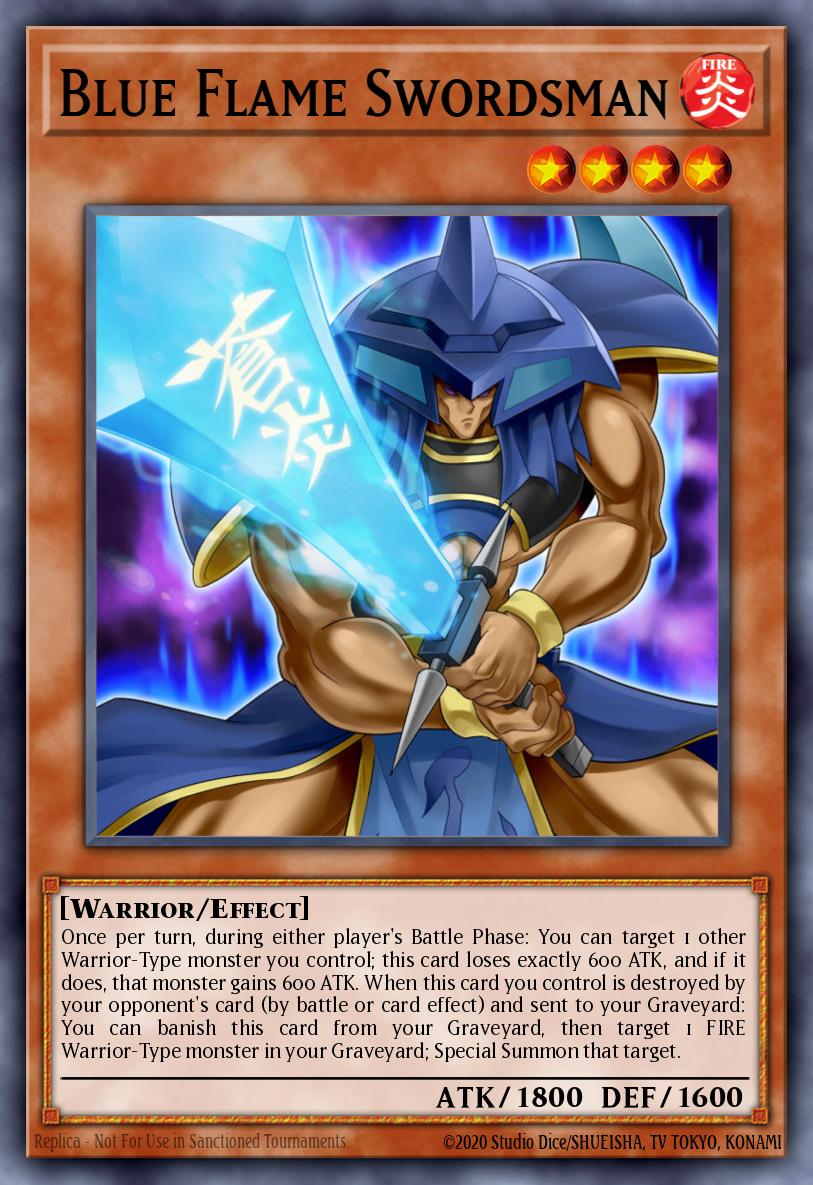 Blue Flame Swordsman
FIRE
炎
蒼炎
[Warrior/Effect]
Once per turn, during either player's Battle Phase: You can target 1 other
Warrior-Type monster you control; this card loses exactly 600 ATK, and if it
does, that monster gains 600 ATK. When this card you control is destroyed by
your opponent's card (by battle or card effect) and sent to your Graveyard:
You can banish this card from your Graveyard, then target 1 FIRE
Warrior-Type monster in your Graveyard; Special Summon that target.
ATK/1800 DEF/1600
Replica - Not For Use in Sanctioned Tournaments.
©2020 Studio Dice/SHUEISHA, TV TOKYO, KONAMI